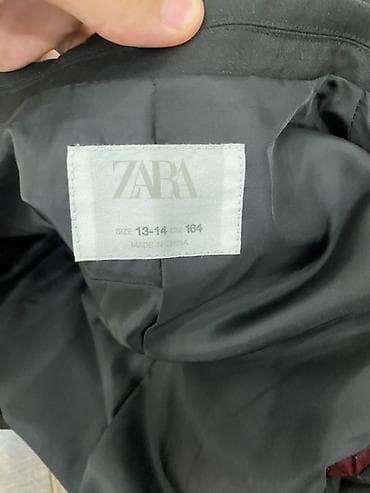 ZARA
SIZE 13-14 CM 164
MADE IN CHINA